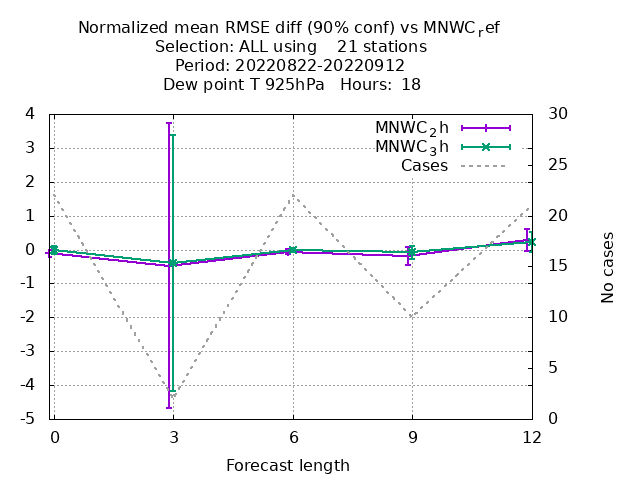 Normalized mean RMSE diff (90% conf) vs MNWC_ref
Selection: ALL using    21 stations
Period: 20220822-20220912
Dew point T 925hPa   Hours:  18
MNWC_2h
MNWC_3h
Cases
4
3
2
1
0
-1
-2
-3
-4
-5
30
25
20
15
10
5
0
No cases
0 3 6 9 12
Forecast length